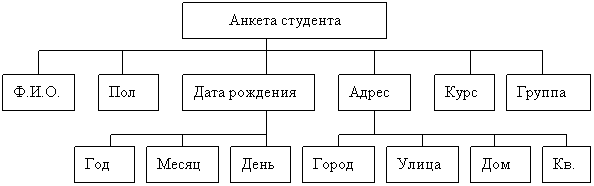 Анкета студента
Ф.И.О. Пол Дата рождения Адрес Курс Группа
Год Месяц День Город Улица Дом Кв.